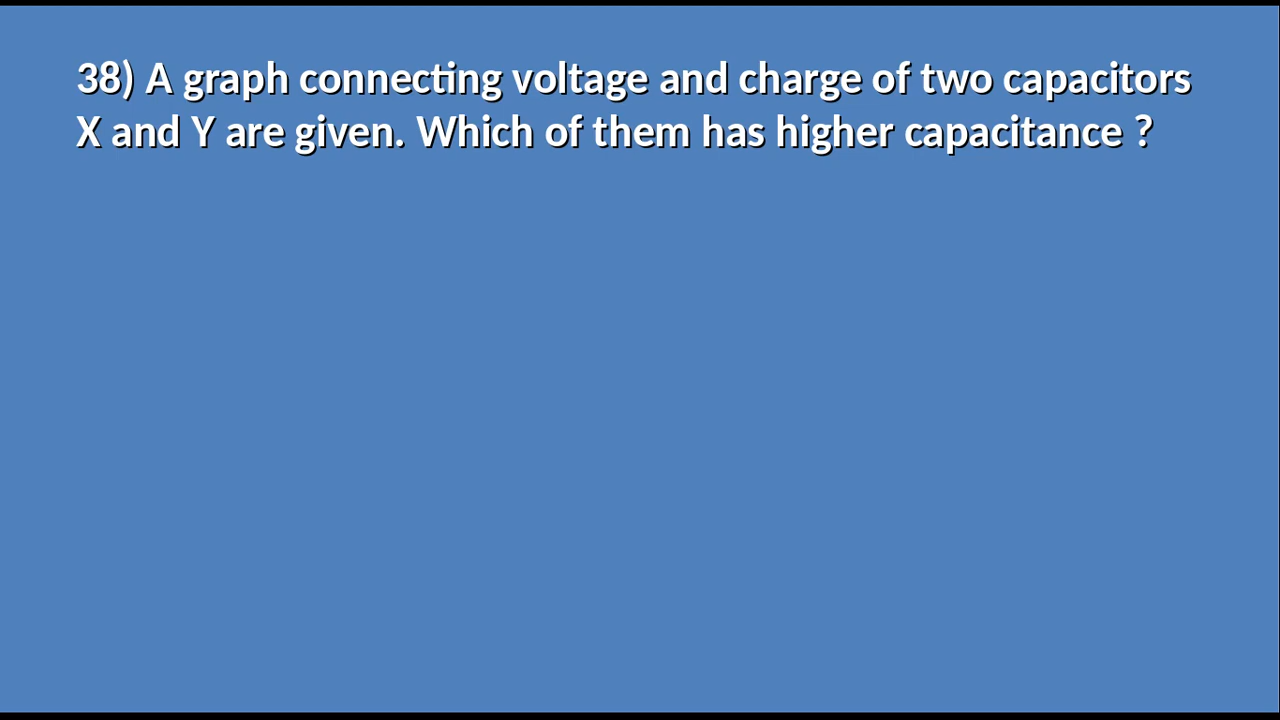 38) A graph connecting voltage and charge of two capacitors
X and Y are given. Which of them has higher capacitance ?